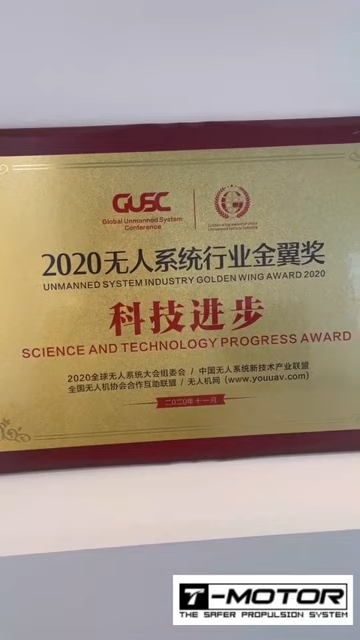 GUSC
Global Unmanned System
Conference
2020无人系统行业金翼奖
UNMANNED SYSTEM INDUSTRY GOLDEN WING AWARD 2020
科技进步
SCIENCE AND TECHNOLOGY PROGRESS AWARD
2020全球无人系统大会组委会 / 中国无人系统新技术产业联盟
全国无人机协会合作互助联盟 / 无人机网（www.youuav.com）
二〇二〇年十一月
T-MOTOR
THE SAFER PROPULSION SYSTEM